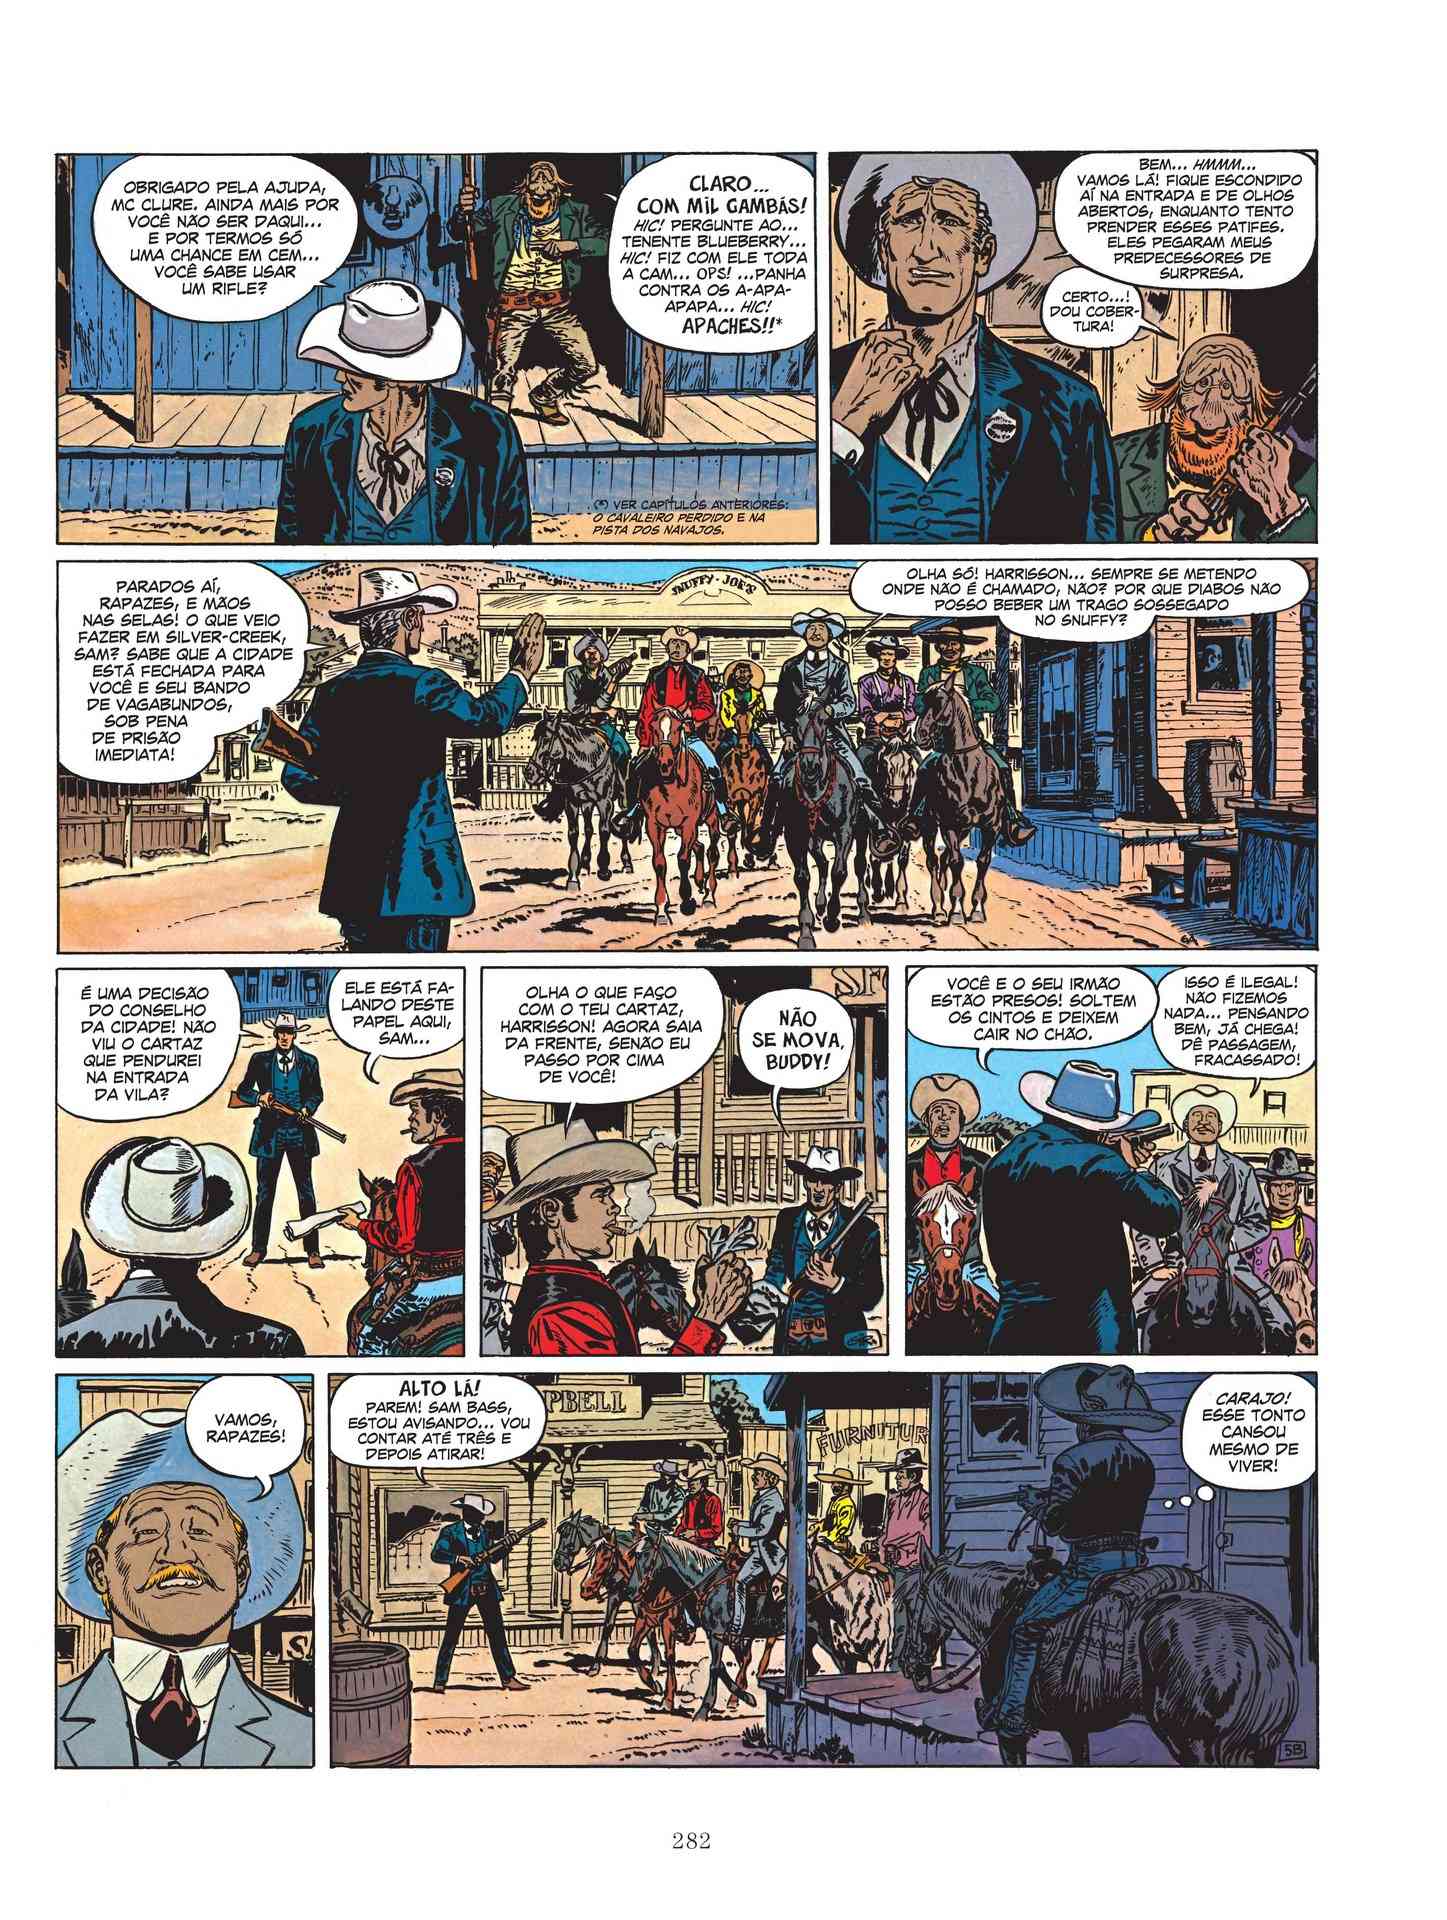 OBRIGADO PELA AJUDA,
MC CLURE. AINDA MAIS POR
VOCÊ NÃO SER DAQUI...
E POR TERMOS SÓ
UMA CHANCE EM CEM...
VOCÊ SABE USAR
UM RIFLE?
CLARO...
COM MIL GAMBÁS!
HIC! PERGUNTE AO...
TENENTE BLUEBERRY...
HIC! FIZ COM ELE TODA
A CAM... OPS! ...PANHA
CONTRA OS A-APA-
APAPA... HIC!
APACHES!!*
(*) VER CAPÍTULOS ANTERIORES:
O CAVALEIRO PERDIDO E NA
PISTA DOS NAVAJOS.
BEM... HMMM...
VAMOS LÁ! FIQUE ESCONDIDO
AÍ NA ENTRADA E DE OLHOS
ABERTOS, ENQUANTO TENTO
PRENDER ESSES PATIFES.
ELES PEGARAM MEUS
PREDECESSORES DE
SURPRESA.
CERTO...!
DOU COBER-
TURA!
PARADOS AÍ,
RAPAZES, E MÃOS
NAS SELAS! O QUE VEIO
FAZER EM SILVER-CREEK,
SAM? SABE QUE A CIDADE
ESTÁ FECHADA PARA
VOCÊ E SEU BANDO
DE VAGABUNDOS,
SOB PENA
DE PRISÃO
IMEDIATA!
SNUFFY-JOE'S
OLHA SÓ! HARRISSON... SEMPRE SE METENDO
ONDE NÃO É CHAMADO, NÃO? POR QUE DIABOS NÃO
POSSO BEBER UM TRAGO SOSSEGADO
NO SNUFFY?
6A
É UMA DECISÃO
DO CONSELHO
DA CIDADE! NÃO
VIU O CARTAZ
QUE PENDUREI
NA ENTRADA
DA VILA?
ELE ESTÁ FA-
LANDO DESTE
PAPEL AQUI,
SAM...
OLHA O QUE FAÇO
COM O TEU CARTAZ,
HARRISSON! AGORA SAIA
DA FRENTE, SENÃO EU
PASSO POR CIMA
DE VOCÊ!
NÃO
SE MOVA,
BUDDY!
VOCÊ E O SEU IRMÃO
ESTÃO PRESOS! SOLTEM
OS CINTOS E DEIXEM
CAIR NO CHÃO.
ISSO É ILEGAL!
NÃO FIZEMOS
NADA... PENSANDO
BEM, JÁ CHEGA!
DÊ PASSAGEM,
FRACASSADO!
VAMOS,
RAPAZES!
SA
ALTO LÁ!
PAREM! SAM BASS,
ESTOU AVISANDO... VOU
CONTAR ATÉ TRÊS E
DEPOIS ATIRAR!
PBELL
FURNITUR
CARAJO!
ESSE TONTO
CANSOU
MESMO DE
VIVER!
5B
282